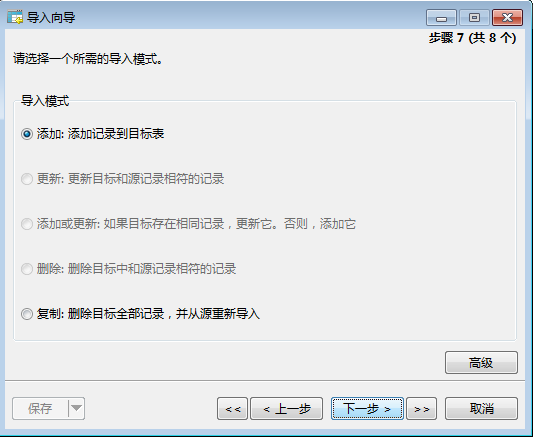 导入向导
步骤 7 (共 8 个)
请选择一个所需的导入模式。
导入模式
添加: 添加记录到目标表
更新: 更新目标和源记录相符的记录
添加或更新: 如果目标存在相同记录，更新它。否则，添加它
删除: 删除目标中和源记录相符的记录
复制: 删除目标全部记录，并从源重新导入
高级
保存
<<
< 上一步
下一步 >
>>
取消